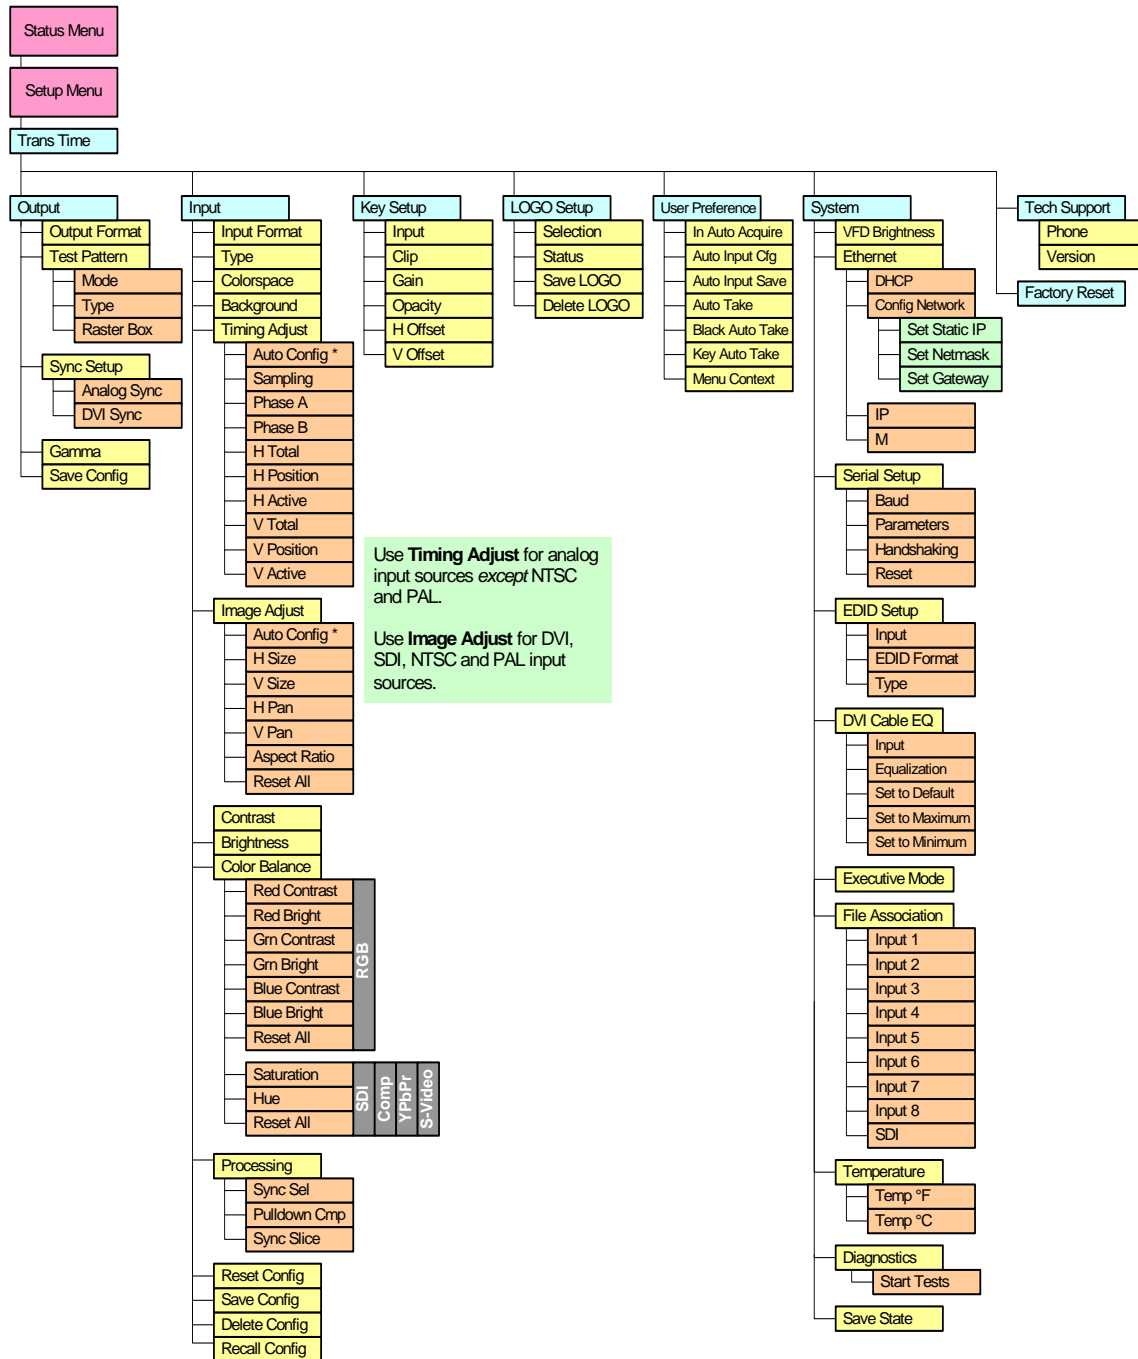 Status Menu
Setup Menu
Trans Time
Output
Output Format
Test Pattern
Mode
Type
Raster Box
Sync Setup
Analog Sync
DVI Sync
Gamma
Save Config
Input
Input Format
Type
Colorspace
Background
Timing Adjust
Auto Config *
Sampling
Phase A
Phase B
H Total
H Position
H Active
V Total
V Position
V Active
Image Adjust
Auto Config *
H Size
V Size
H Pan
V Pan
Aspect Ratio
Reset All
Contrast
Brightness
Color Balance
Red Contrast
Red Bright
Grn Contrast
Grn Bright
Blue Contrast
Blue Bright
Reset All
RGB
Saturation
Hue
Reset All
SDI
Comp
YPbPr
S-Video
Processing
Sync Sel
Pulldown Cmp
Sync Slice
Reset Config
Save Config
Delete Config
Recall Config
Key Setup
Input
Clip
Gain
Opacity
H Offset
V Offset
Use Timing Adjust for analog
input sources except NTSC
and PAL.
Use Image Adjust for DVI,
SDI, NTSC and PAL input
sources.
LOGO Setup
Selection
Status
Save LOGO
Delete LOGO
User Preference
In Auto Acquire
Auto Input Cfg
Auto Input Save
Auto Take
Black Auto Take
Key Auto Take
Menu Context
System
VFD Brightness
Ethernet
DHCP
Config Network
Set Static IP
Set Netmask
Set Gateway
IP
M
Serial Setup
Baud
Parameters
Handshaking
Reset
EDID Setup
Input
EDID Format
Type
DVI Cable EQ
Input
Equalization
Set to Default
Set to Maximum
Set to Minimum
Executive Mode
File Association
Input 1
Input 2
Input 3
Input 4
Input 5
Input 6
Input 7
Input 8
SDI
Temperature
Temp °F
Temp °C
Diagnostics
Start Tests
Save State
Tech Support
Phone
Version
Factory Reset